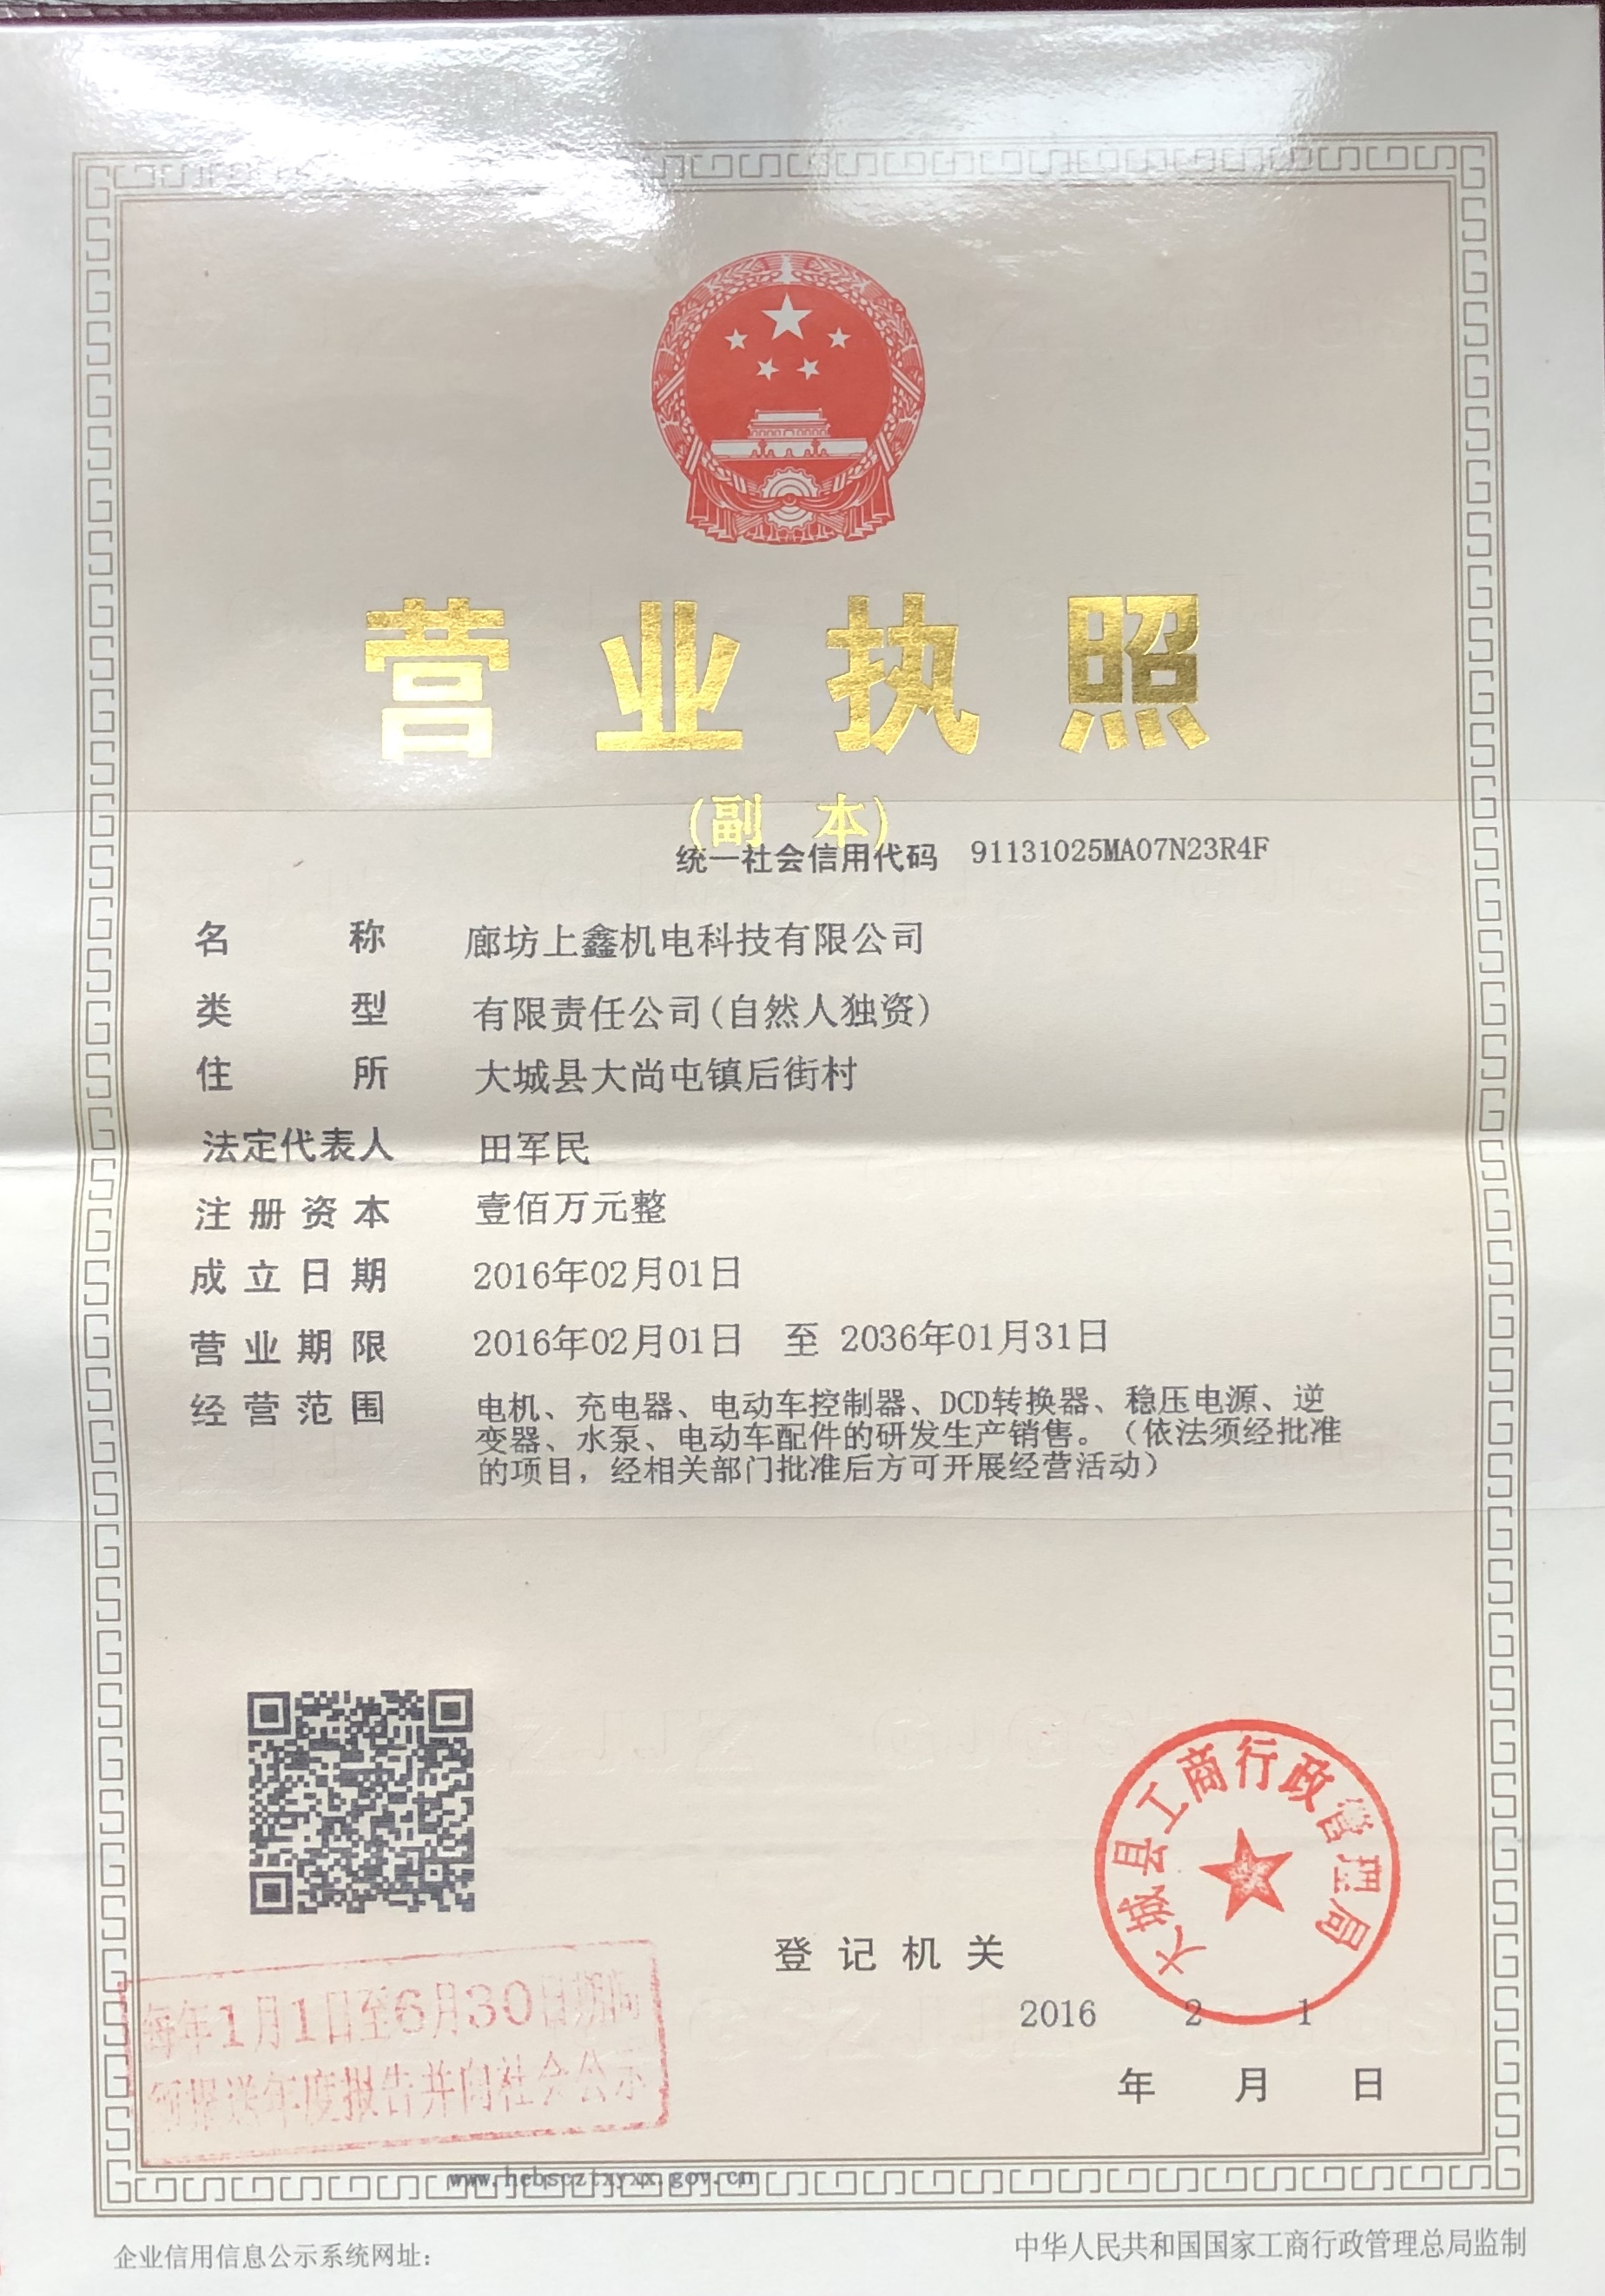 营业执照
(副 本)
统一社会信用代码 91131025MA07N23R4F
名 称 廊坊上鑫机电科技有限公司
类 型 有限责任公司(自然人独资)
住 所 大城县大尚屯镇后街村
法定代表人 田军民
注册资本 壹佰万元整
成立日期 2016年02月01日
营业期限 2016年02月01日 至 2036年01月31日
经营范围 电机、充电器、电动车控制器、DCD转换器、稳压电源、逆
变器、水泵、电动车配件的研发生产销售。（依法须经批准
的项目，经相关部门批准后方可开展经营活动）
大城县工商行政管理局
登记机关
2016 2 1
年 月 日
每年1月1日至6月30日期间
须报送年度报告并向社会公示
www.hebscztxyxx.gov.cn
企业信用信息公示系统网址：
中华人民共和国国家工商行政管理总局监制